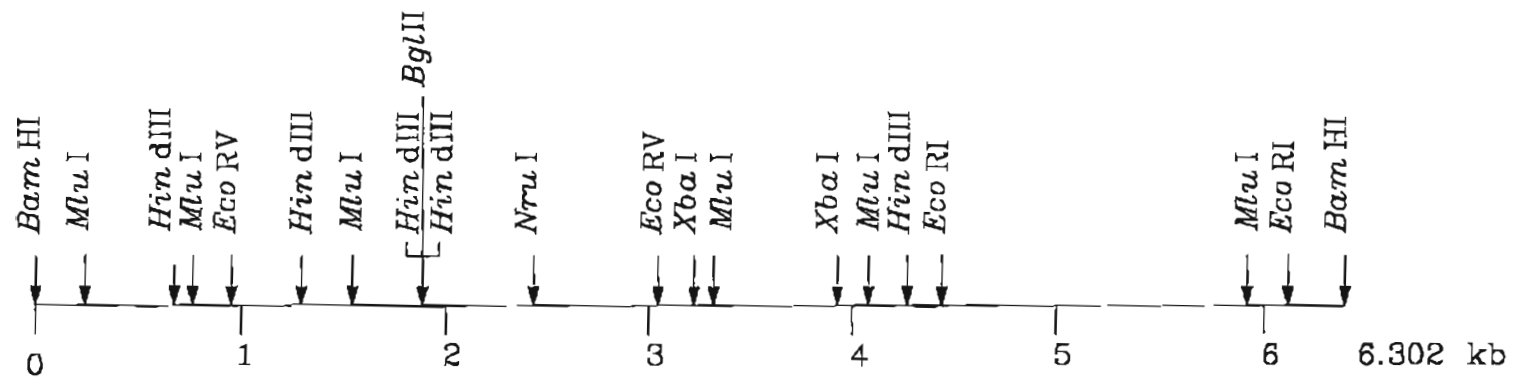 Bam HI
Mlu I
Hin dIII
Mlu I
Eco RV
Hin dIII
Mlu I
Hin dIII
Bgl II
Hin dIII
Nru I
Eco RV
Xba I
Mlu I
Xba I
Mlu I
Hin dIII
Eco RI
Mlu I
Eco RI
Bam HI
0 1 2 3 4 5 6 6.302 kb